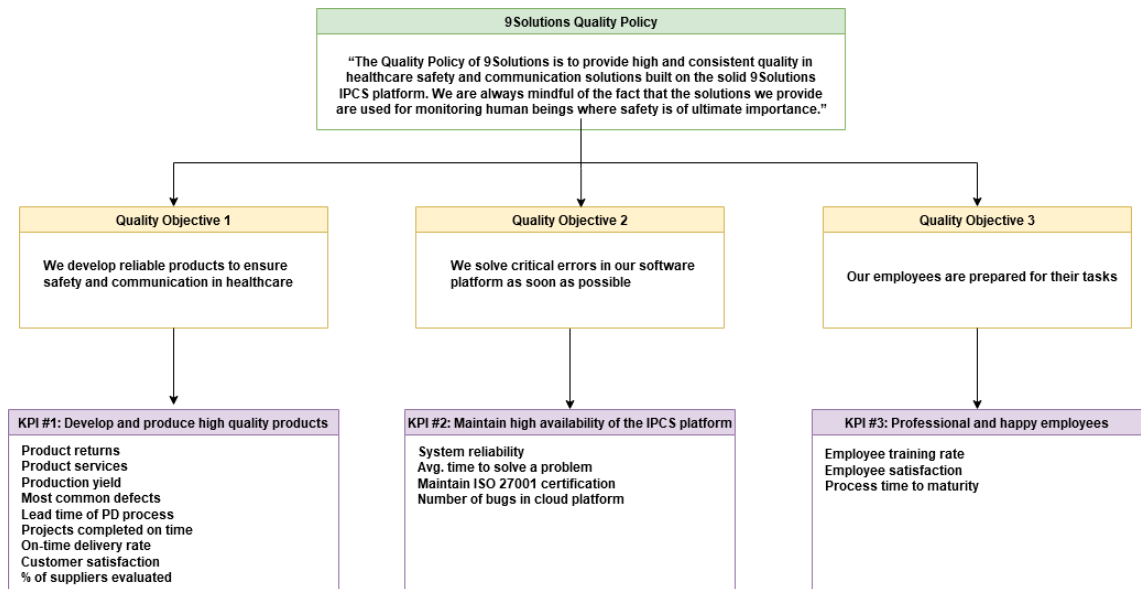 9Solutions Quality Policy
“The Quality Policy of 9Solutions is to provide high and consistent quality in
healthcare safety and communication solutions built on the solid 9Solutions
IPCS platform. We are always mindful of the fact that the solutions we provide
are used for monitoring human beings where safety is of ultimate importance.”
Quality Objective 1
We develop reliable products to ensure
safety and communication in healthcare
Quality Objective 2
We solve critical errors in our software
platform as soon as possible
Quality Objective 3
Our employees are prepared for their tasks
KPI #1: Develop and produce high quality products
Product returns
Product services
Production yield
Most common defects
Lead time of PD process
Projects completed on time
On-time delivery rate
Customer satisfaction
% of suppliers evaluated
KPI #2: Maintain high availability of the IPCS platform
System reliability
Avg. time to solve a problem
Maintain ISO 27001 certification
Number of bugs in cloud platform
KPI #3: Professional and happy employees
Employee training rate
Employee satisfaction
Process time to maturity